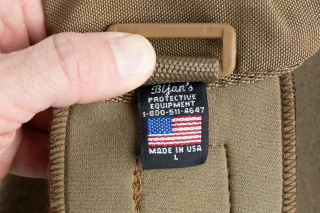 Bijan's
PROTECTIVE
EQUIPMENT
1-800-511-4647
MADE IN USA
L